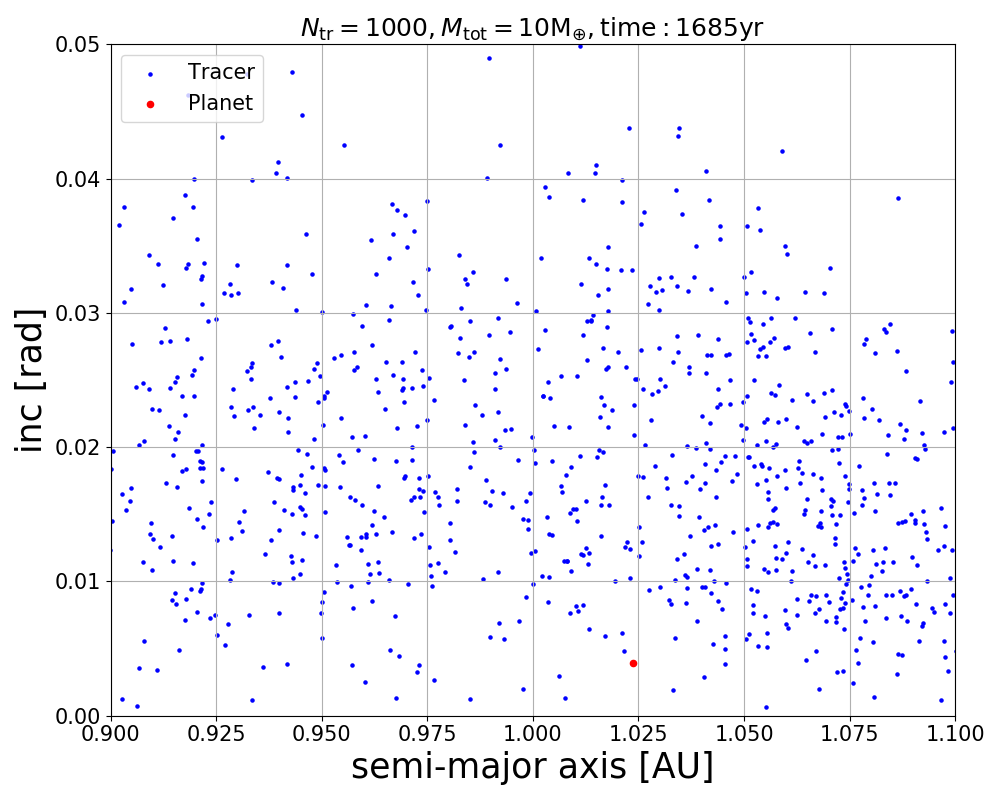 N_tr = 1000, M_tot = 10M_⊕, time : 1685yr
Tracer
Planet
inc [rad]
0.05
0.04
0.03
0.02
0.01
0.00
0.900 0.925 0.950 0.975 1.000 1.025 1.050 1.075 1.100
semi-major axis [AU]